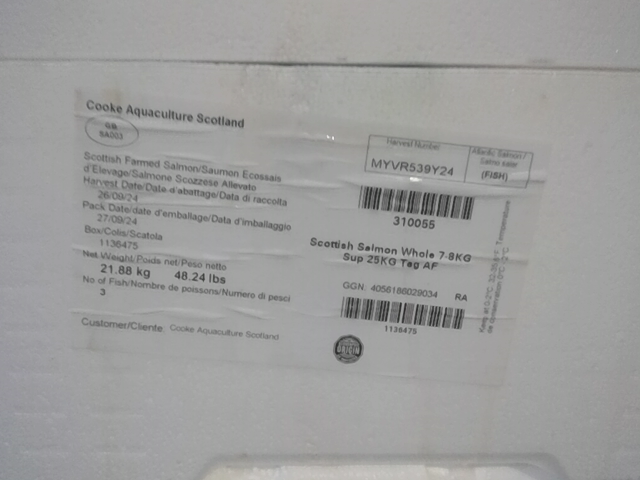 Cooke Aquaculture Scotland
GB
SA003
Scottish Farmed Salmon/Saumon Ecossais
d'Elevage/Salmone Scozzese Allevato
Harvest Date/Date d'abattage/Data di raccolta
26/09/24
Pack Date/date d'emballage/Data d'imballaggio
27/09/24
Box/Colis/Scatola
1136475
Net Weight/Poids net/Peso netto
21.88 kg 48.24 lbs
No of Fish/Nombre de poissons/Numero di pesci
3
Customer/Cliente: Cooke Aquaculture Scotland
Harvest Number
MYVR539Y24
Atlantic Salmon /
Salmo salar
(FISH)
310055
Scottish Salmon Whole 7-8KG
Sup 25KG Tag AF
GGN: 4056186029034 RA
1136475
ORIGIN